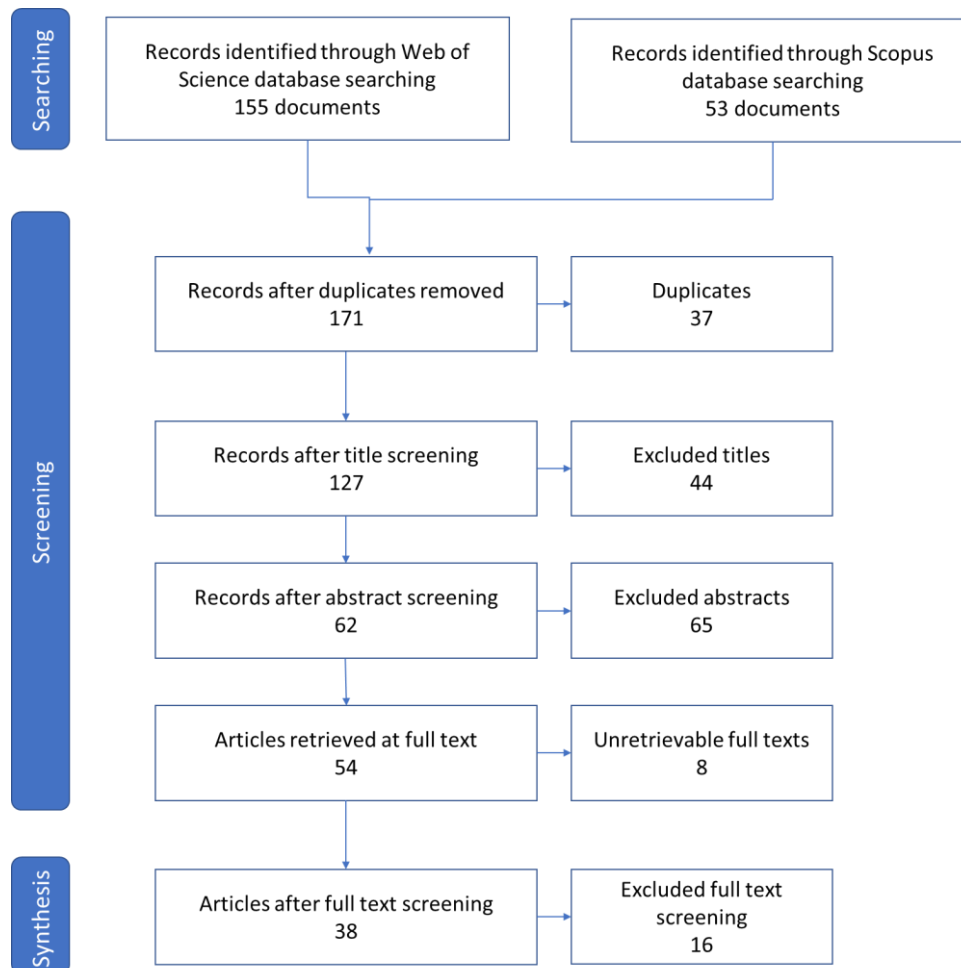 Searching
Records identified through Web of
Science database searching
155 documents
Records identified through Scopus
database searching
53 documents
Screening
Records after duplicates removed
171
Duplicates
37
Records after title screening
127
Excluded titles
44
Records after abstract screening
62
Excluded abstracts
65
Articles retrieved at full text
54
Unretrievable full texts
8
Synthesis
Articles after full text screening
38
Excluded full text
screening
16